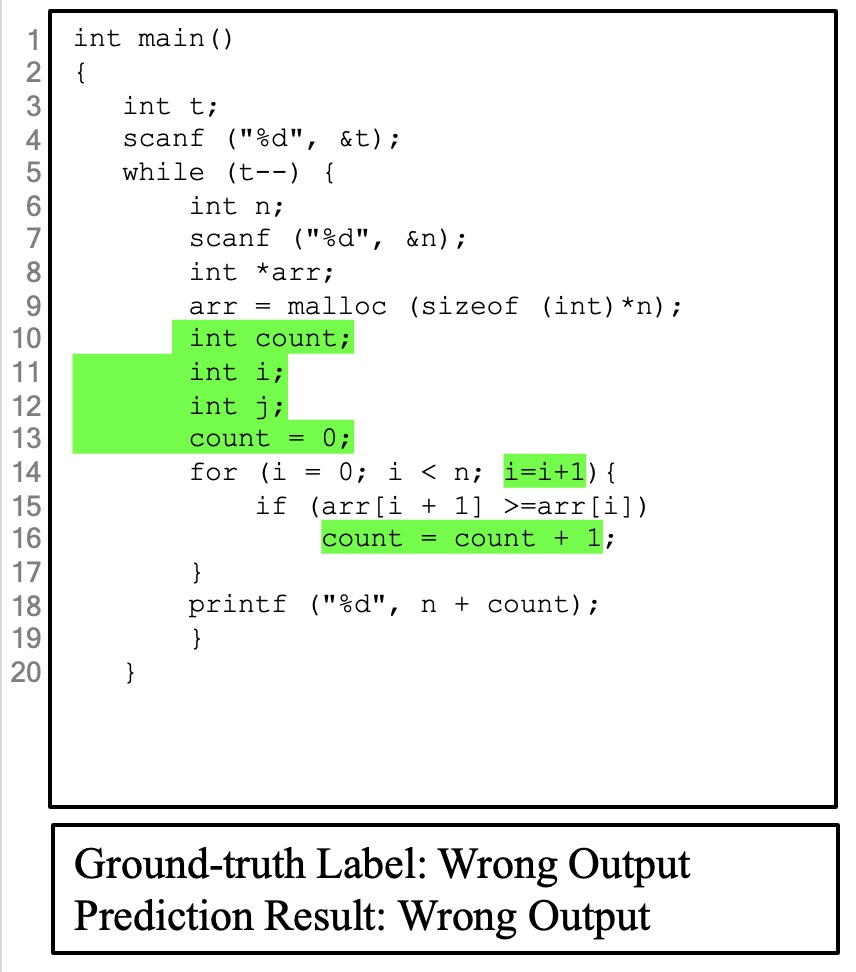 1 int main()
2 {
3 int t;
4 scanf ("%d", &t);
5 while (t--) {
6 int n;
7 scanf ("%d", &n);
8 int *arr;
9 arr = malloc (sizeof (int)*n);
10 int count;
11 int i;
12 int j;
13 count = 0;
14 for (i = 0; i < n; i=i+1){
15 if (arr[i + 1] >=arr[i])
16 count = count + 1;
17 }
18 printf ("%d", n + count);
19 }
20 }
Ground-truth Label: Wrong Output
Prediction Result: Wrong Output